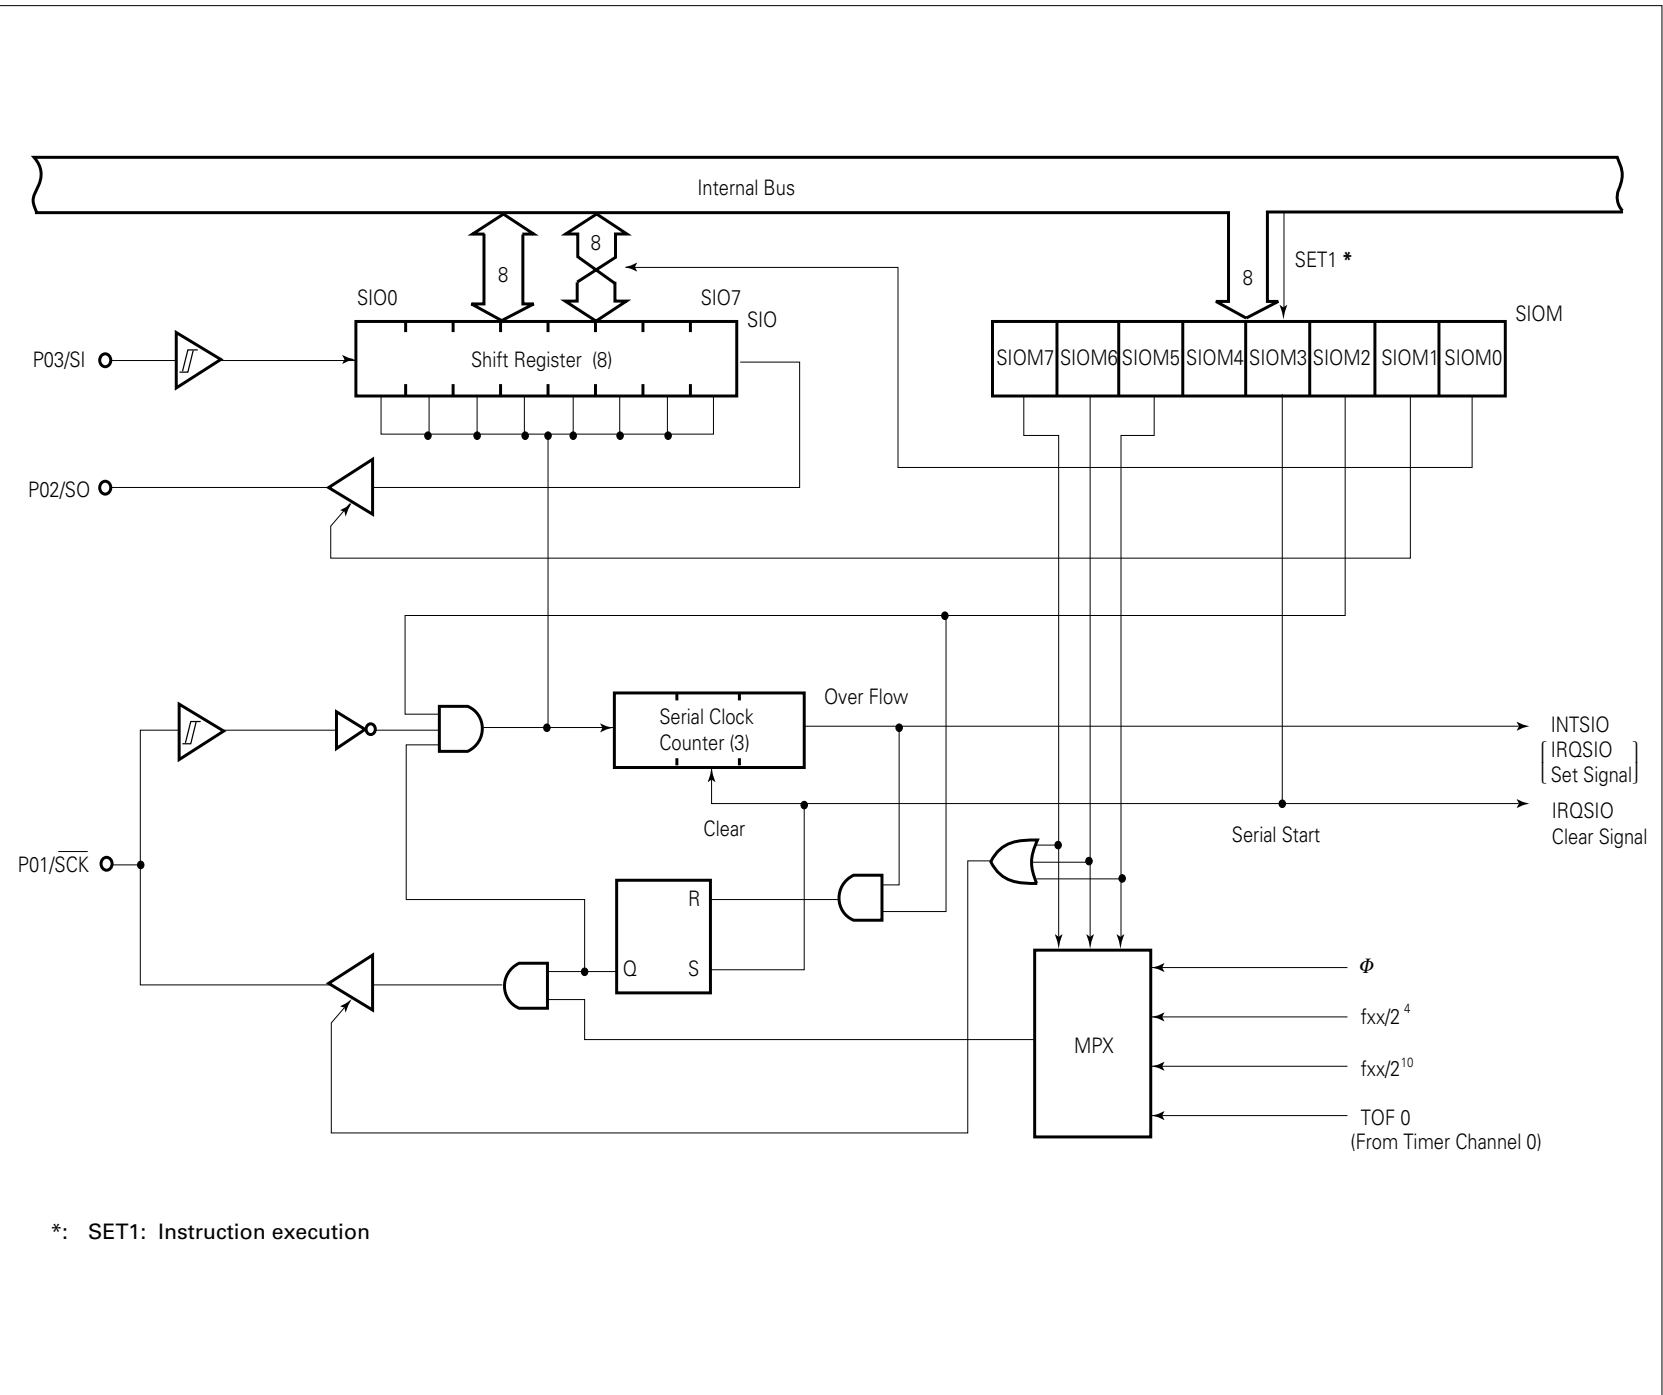 Internal Bus
8
8
8
SET1 *
SIO0
SIO7
SIO
SIOM
P03/SI
Shift Register (8)
SIOM7 SIOM6 SIOM5 SIOM4 SIOM3 SIOM2 SIOM1 SIOM0
P02/SO
Over Flow
Serial Clock
Counter (3)
INTSIO
IRQSIO
Set Signal
Clear
Serial Start
IRQSIO
Clear Signal
P01/S̅C̅K̅
R
Q
S
MPX
Φ
fxx/2⁴
fxx/2¹⁰
TOF 0
(From Timer Channel 0)
*: SET1: Instruction execution